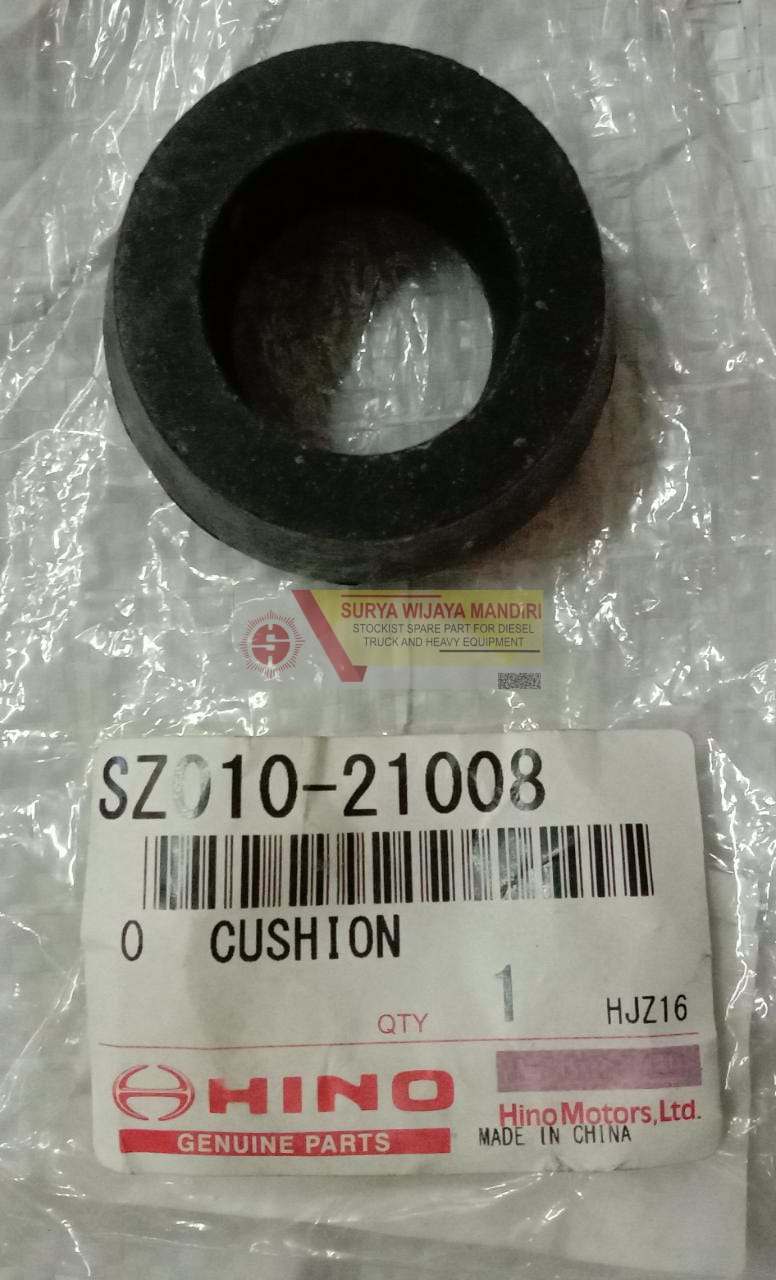 SURYA WIJAYA MANDIRI
STOCKIST SPARE PART FOR DIESEL
TRUCK AND HEAVY EQUIPMENT
SZ010-21008
0 CUSHION
QTY 1 HJZ16
HINO
GENUINE PARTS
Hino Motors, Ltd.
MADE IN CHINA